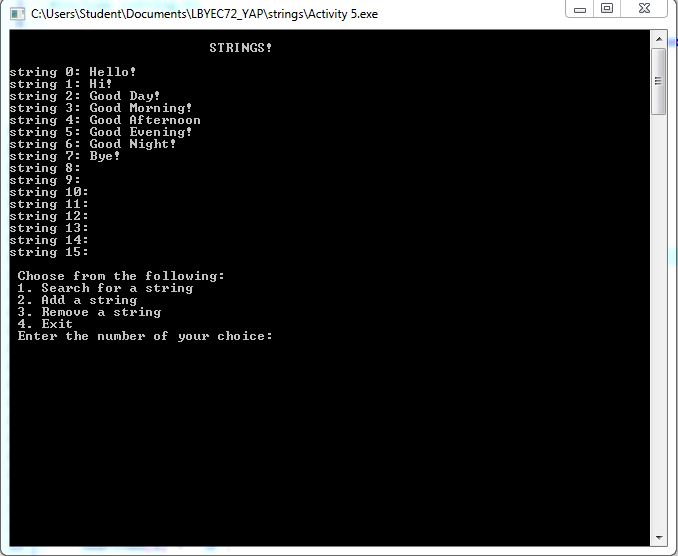 C:\Users\Student\Documents\LBYEC72_YAP\strings\Activity 5.exe
STRINGS!
string 0: Hello!
string 1: Hi!
string 2: Good Day!
string 3: Good Morning!
string 4: Good Afternoon
string 5: Good Evening!
string 6: Good Night!
string 7: Bye!
string 8:
string 9:
string 10:
string 11:
string 12:
string 13:
string 14:
string 15:
Choose from the following:
1. Search for a string
2. Add a string
3. Remove a string
4. Exit
Enter the number of your choice: